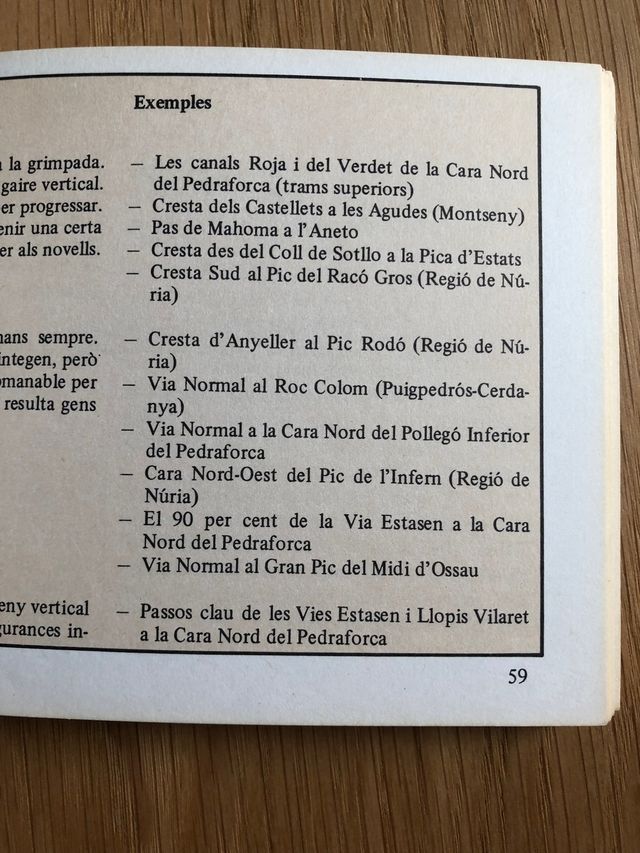 Exemples
la grimpada.
gaire vertical.
er progressar.
enir una certa
er als novells.
— Les canals Roja i del Verdet de la Cara Nord
del Pedraforca (trams superiors)
— Cresta dels Castellets a les Agudes (Montseny)
— Pas de Mahoma a l'Aneto
— Cresta des del Coll de Sotllo a la Pica d'Estats
— Cresta Sud al Pic del Racó Gros (Regió de Nú-
ria)
nans sempre.
integen, però
omanable per
resulta gens
— Cresta d'Anyeller al Pic Rodó (Regió de Nú-
ria)
— Via Normal al Roc Colom (Puigpedrós-Cerda-
nya)
— Via Normal a la Cara Nord del Pollegó Inferior
del Pedraforca
— Cara Nord-Oest del Pic de l'Infern (Regió de
Núria)
— El 90 per cent de la Via Estasen a la Cara
Nord del Pedraforca
— Via Normal al Gran Pic del Midi d'Ossau
eny vertical
gurances in-
— Passos clau de les Vies Estasen i Llopis Vilaret
a la Cara Nord del Pedraforca
59